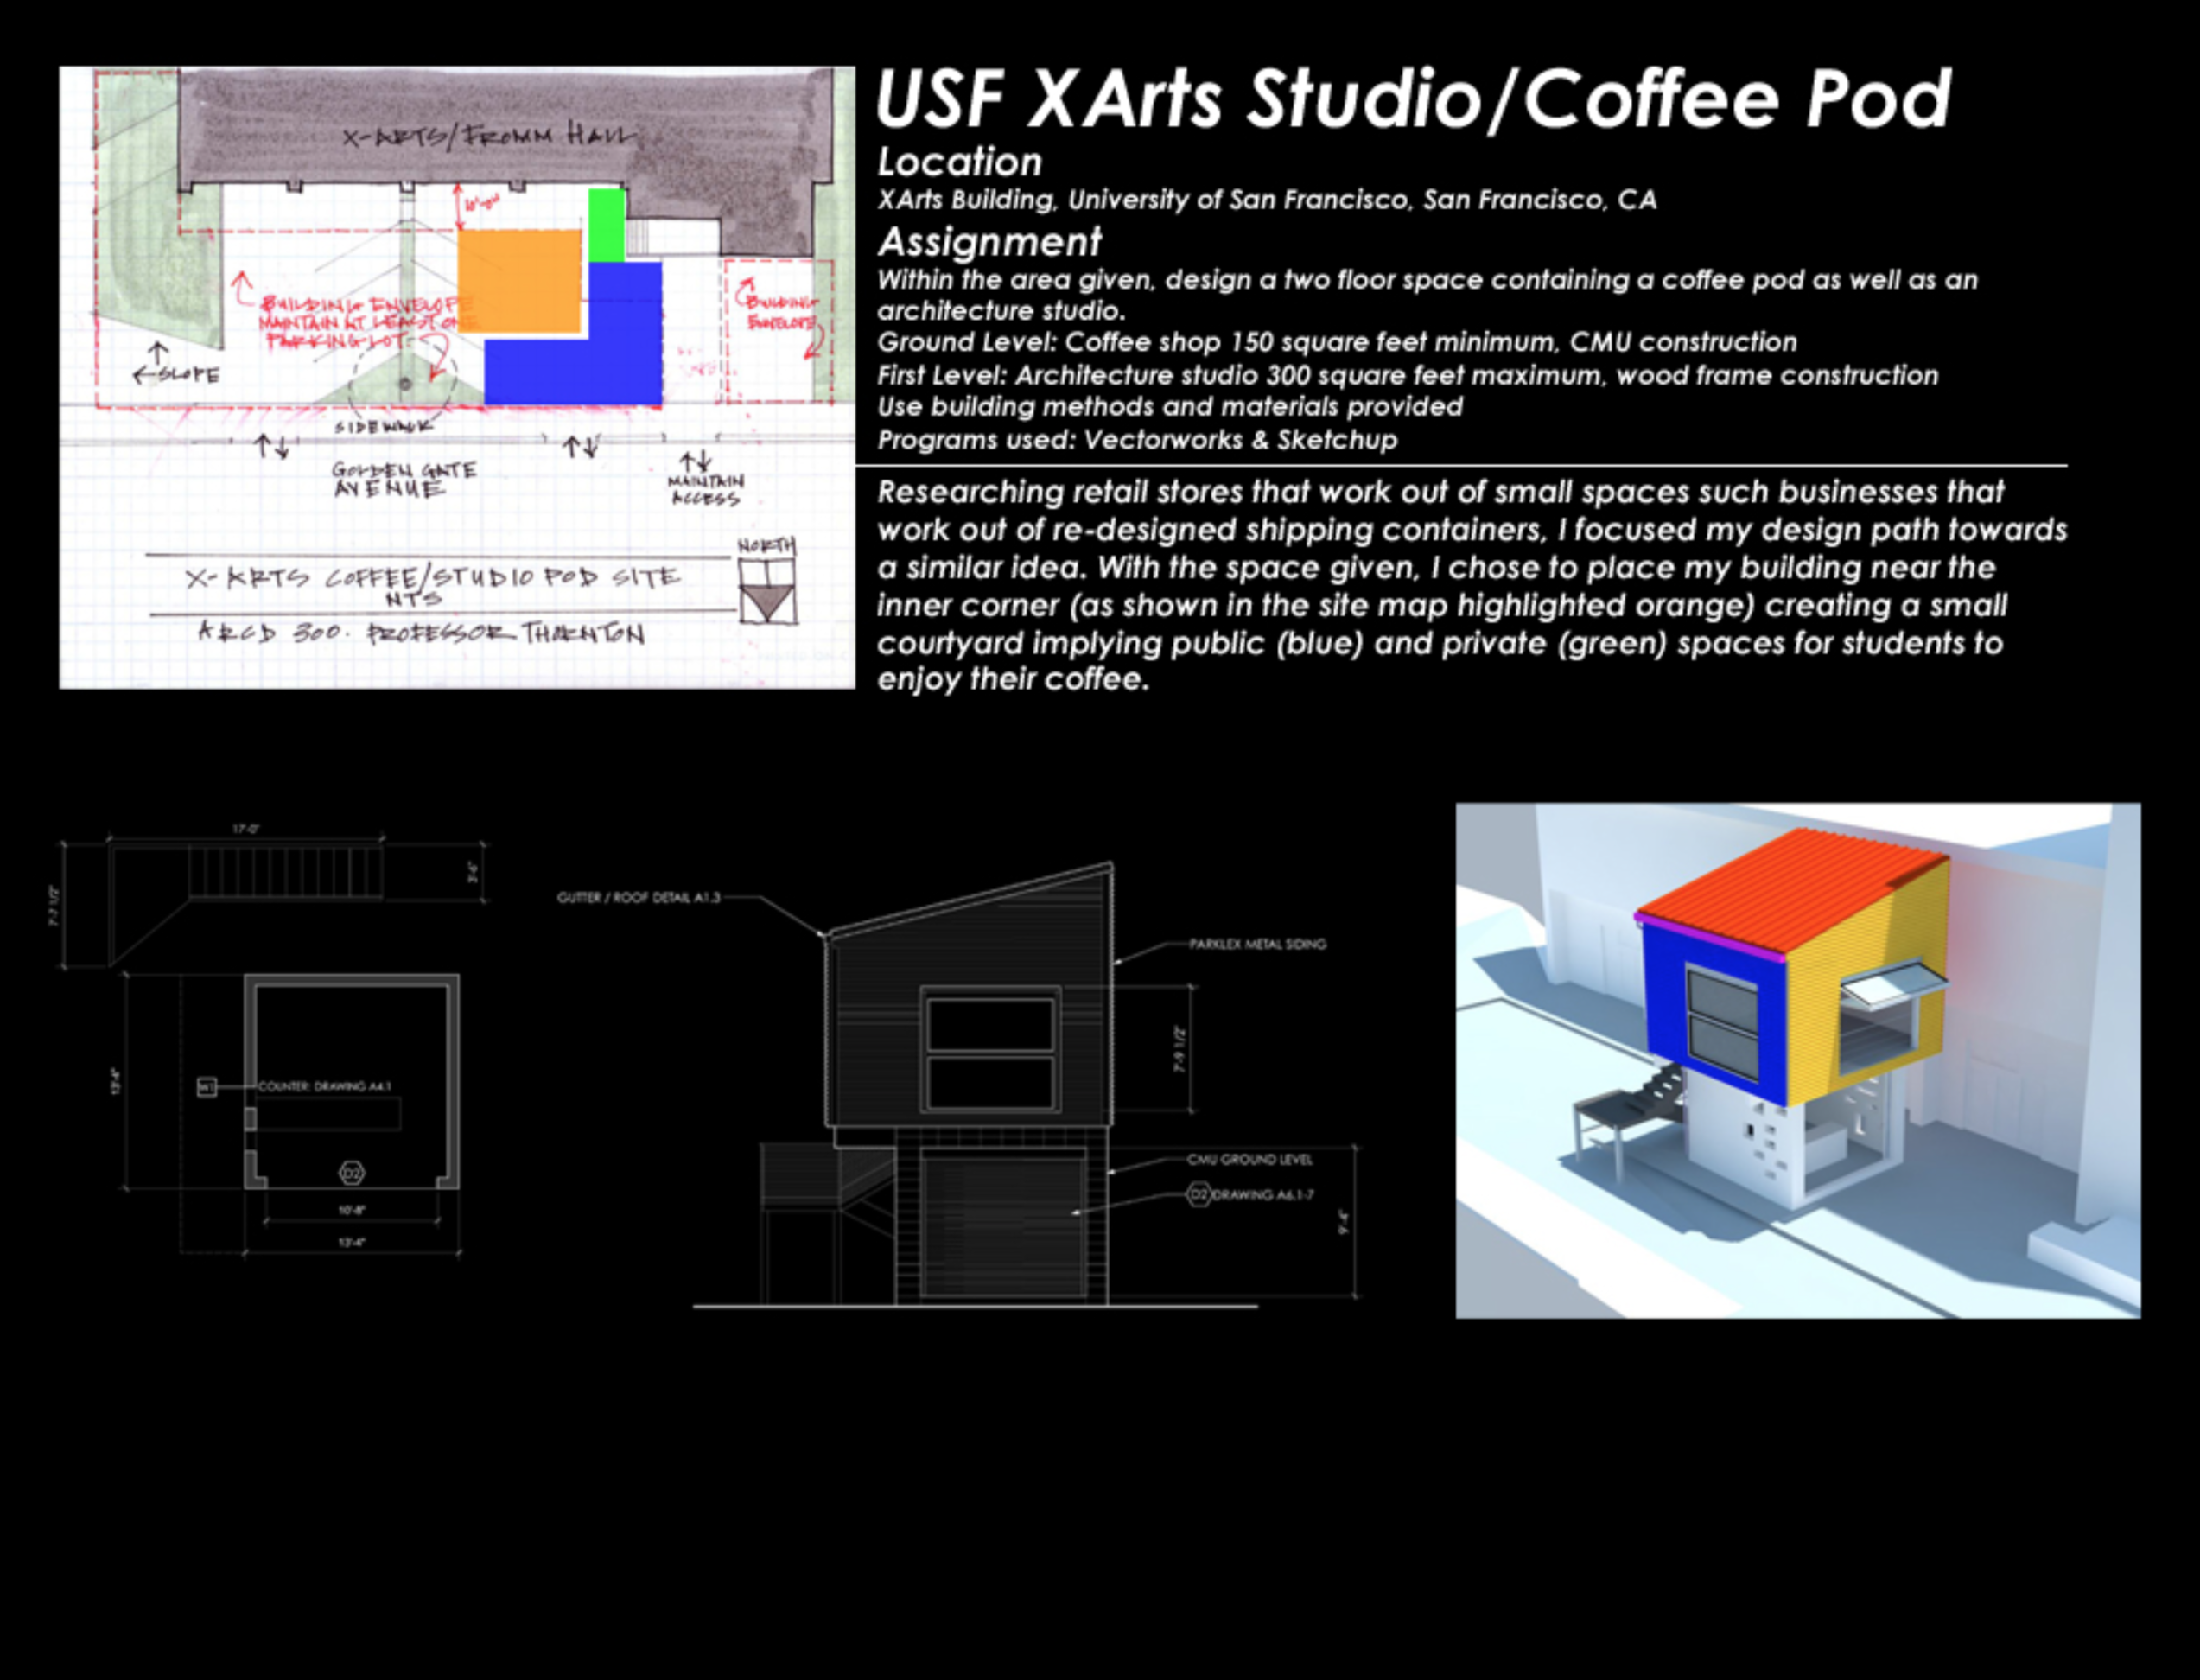 USF XArts Studio/Coffee Pod
Location
XArts Building, University of San Francisco, San Francisco, CA
Assignment
Within the area given, design a two floor space containing a coffee pod as well as an
architecture studio.
Ground Level: Coffee shop 150 square feet minimum, CMU construction
First Level: Architecture studio 300 square feet maximum, wood frame construction
Use building methods and materials provided
Programs used: Vectorworks & Sketchup
Researching retail stores that work out of small spaces such businesses that
work out of re-designed shipping containers, I focused my design path towards
a similar idea. With the space given, I chose to place my building near the
inner corner (as shown in the site map highlighted orange) creating a small
courtyard implying public (blue) and private (green) spaces for students to
enjoy their coffee.
X-ARTS/FROMM HALL
10'-0"
BUILDING ENVELOPE
MAINTAIN AT LEAST ONE
PARKING LOT
BUILDING
ENVELOPE
SLOPE
SIDEWALK
GOLDEN GATE
AVENUE
MAINTAIN
ACCESS
NORTH
X-ARTS COFFEE/STUDIO POD SITE
NTS
ARCD 300. PROFESSOR THORNTON
17'-0"
3'-6"
7'-7 1/2"
13'-4"
COUNTER: DRAWING A4.1
D2
10'-8"
13'-4"
GUTTER / ROOF DETAIL A1.3
PARKLEX METAL SIDING
7'-9 1/2"
CMU GROUND LEVEL
D2 DRAWING A6.1-7
9'-4"